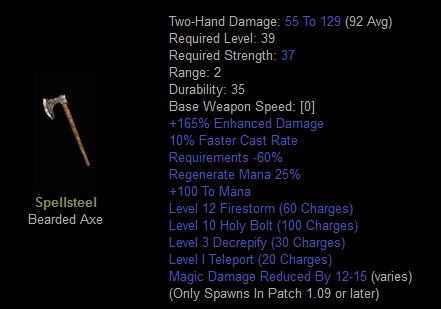 Two-Hand Damage: 55 To 129 (92 Avg)
Required Level: 39
Required Strength: 37
Range: 2
Durability: 35
Base Weapon Speed: [0]
+165% Enhanced Damage
10% Faster Cast Rate
Requirements -60%
Regenerate Mana 25%
+100 To Mana
Level 12 Firestorm (60 Charges)
Level 10 Holy Bolt (100 Charges)
Level 3 Decrepify (30 Charges)
Level I Teleport (20 Charges)
Magic Damage Reduced By 12-15 (varies)
(Only Spawns In Patch 1.09 or later)
Spellsteel
Bearded Axe